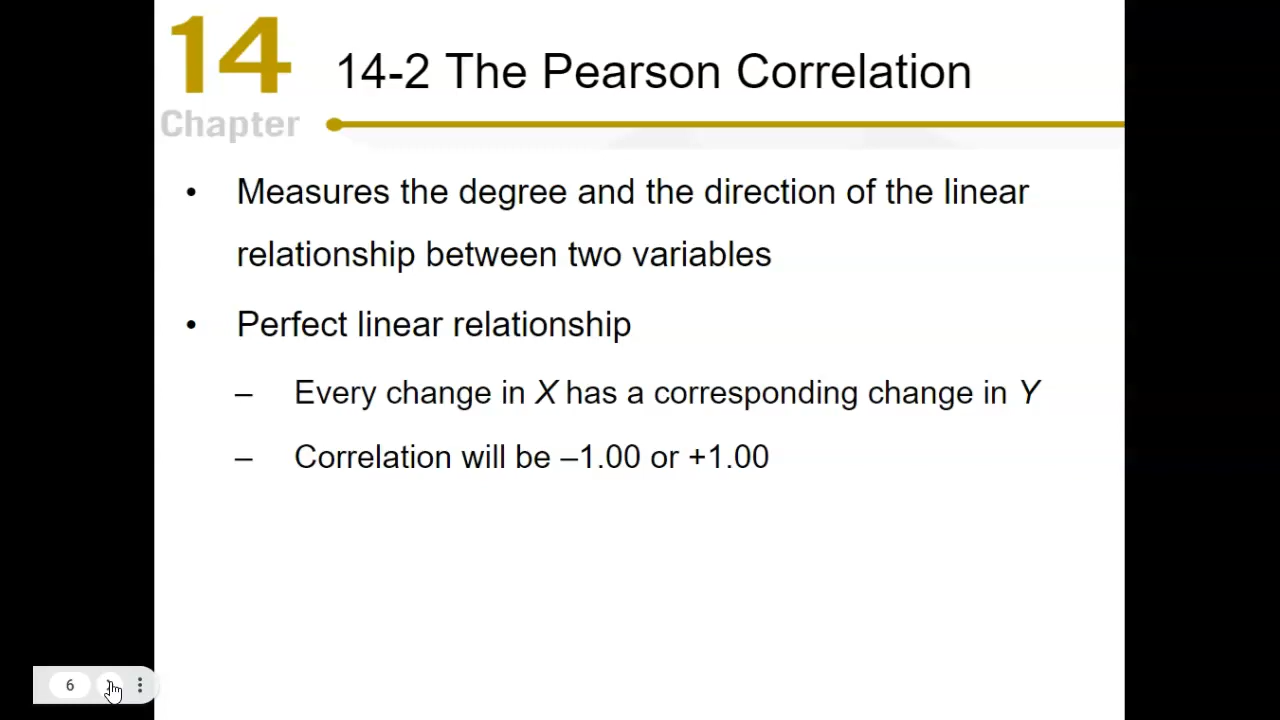 14
Chapter
14-2 The Pearson Correlation
• Measures the degree and the direction of the linear
relationship between two variables
• Perfect linear relationship
– Every change in X has a corresponding change in Y
– Correlation will be –1.00 or +1.00
6